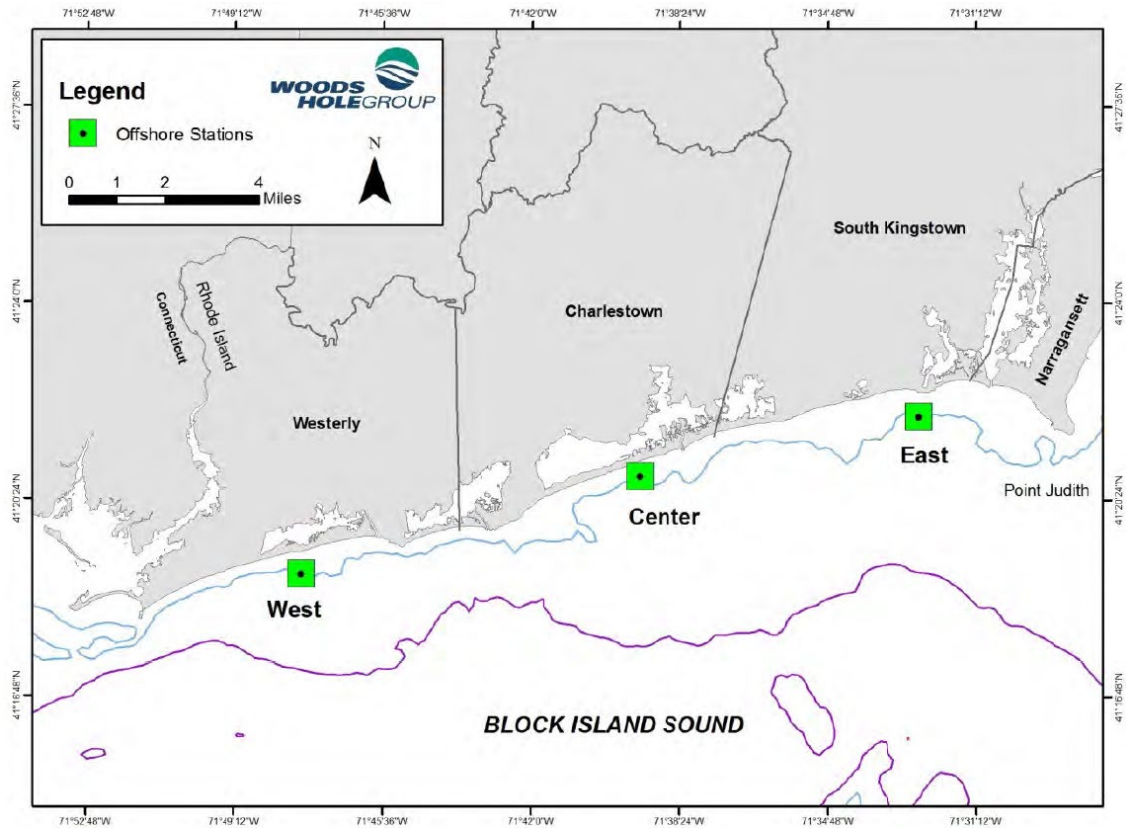 71°52'48"W 71°49'12"W 71°45'36"W 71°42'0"W 71°38'24"W 71°34'48"W 71°31'12"W
WOODS
HOLEGROUP
Legend
Offshore Stations
N
0 1 2 4
Miles
41°27'36"N 41°27'36"N
South Kingstown
41°24'0"N 41°24'0"N
Charlestown
Connecticut
Rhode Island
Narragansett
Westerly
East
Point Judith
41°20'24"N 41°20'24"N
Center
West
41°16'48"N 41°16'48"N
BLOCK ISLAND SOUND
71°52'48"W 71°49'12"W 71°45'36"W 71°42'0"W 71°38'24"W 71°34'48"W 71°31'12"W